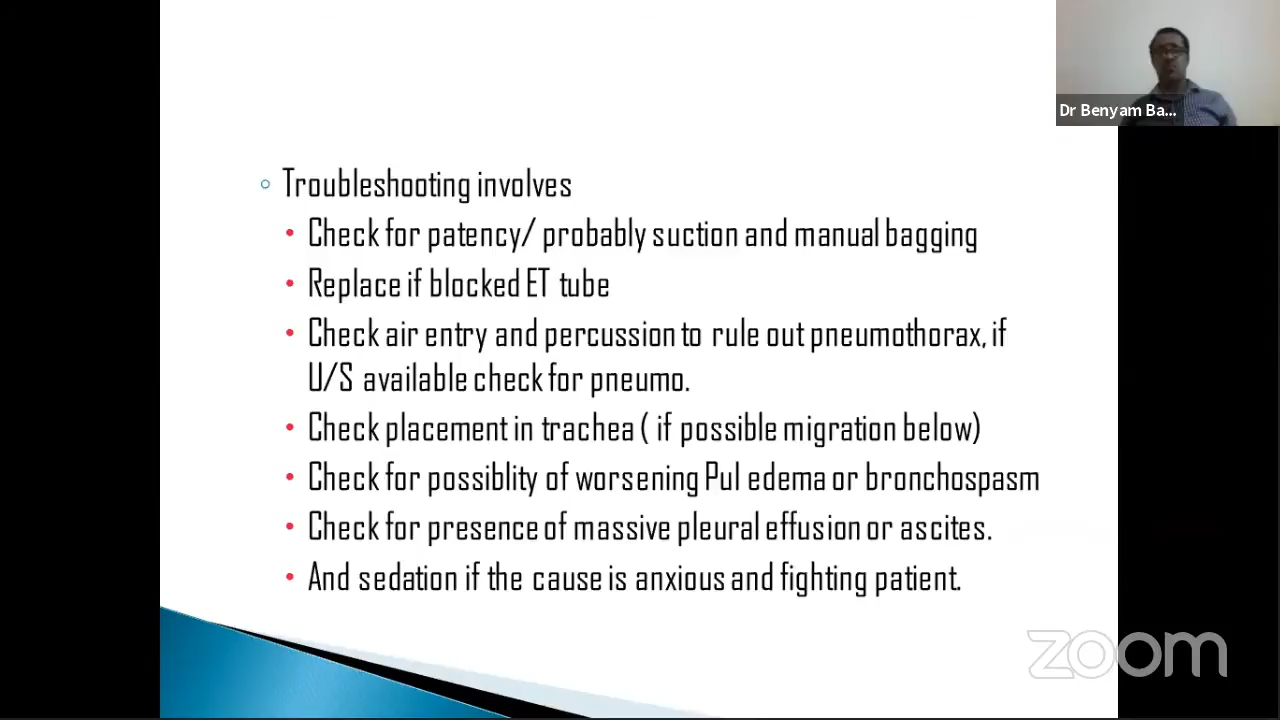 Dr Benyam Ba...
◦ Troubleshooting involves
• Check for patency/ probably suction and manual bagging
• Replace if blocked ET tube
• Check air entry and percussion to rule out pneumothorax, if
U/S available check for pneumo.
• Check placement in trachea ( if possible migration below)
• Check for possiblity of worsening Pul edema or bronchospasm
• Check for presence of massive pleural effusion or ascites.
• And sedation if the cause is anxious and fighting patient.
zoom